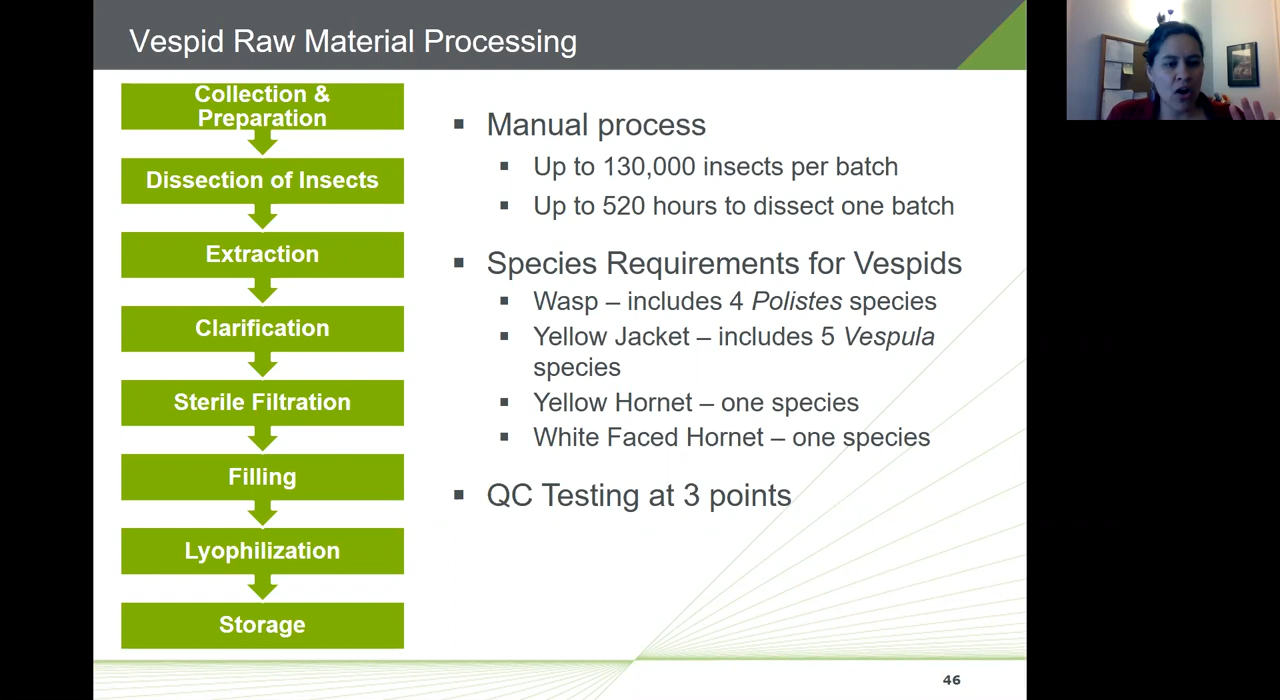 Vespid Raw Material Processing
Collection &
Preparation
Dissection of Insects
Extraction
Clarification
Sterile Filtration
Filling
Lyophilization
Storage
▪ Manual process
▪ Up to 130,000 insects per batch
▪ Up to 520 hours to dissect one batch
▪ Species Requirements for Vespids
▪ Wasp – includes 4 Polistes species
▪ Yellow Jacket – includes 5 Vespula
species
▪ Yellow Hornet – one species
▪ White Faced Hornet – one species
▪ QC Testing at 3 points
46